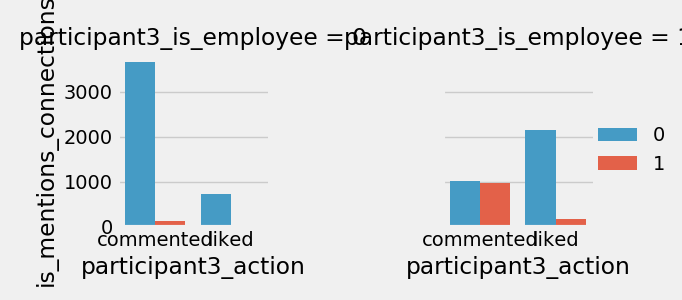 participant3_is_employee = 0
participant3_is_employee = 1
is_mentions_connections
3000
2000
1000
0
commented liked
commented liked
participant3_action
participant3_action
0
1